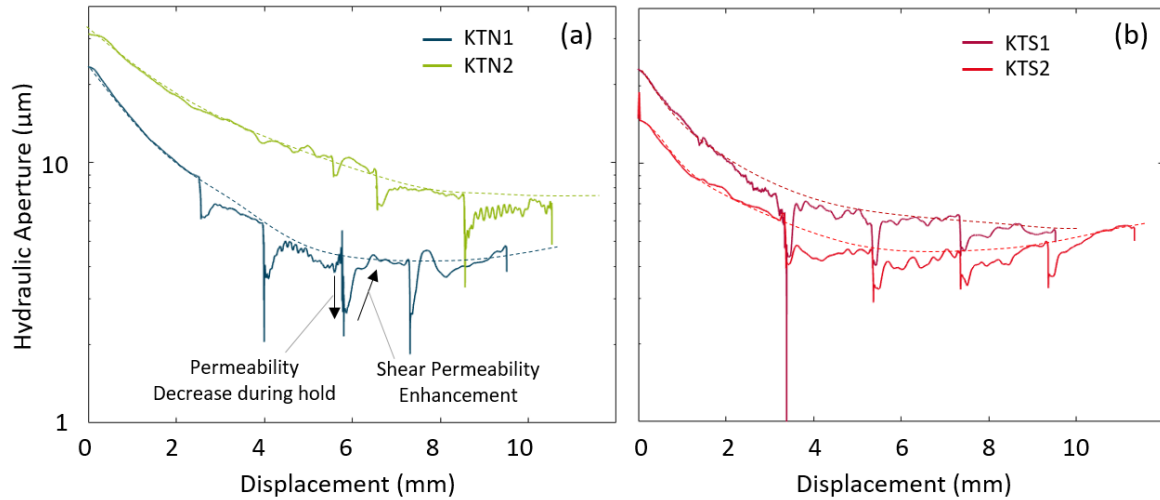 KTN1
KTN2
(a)
KTS1
KTS2
(b)
Hydraulic Aperture (μm)
10
1
Permeability
Decrease during hold
Shear Permeability
Enhancement
0 2 4 6 8 10
0 2 4 6 8 10
Displacement (mm)
Displacement (mm)